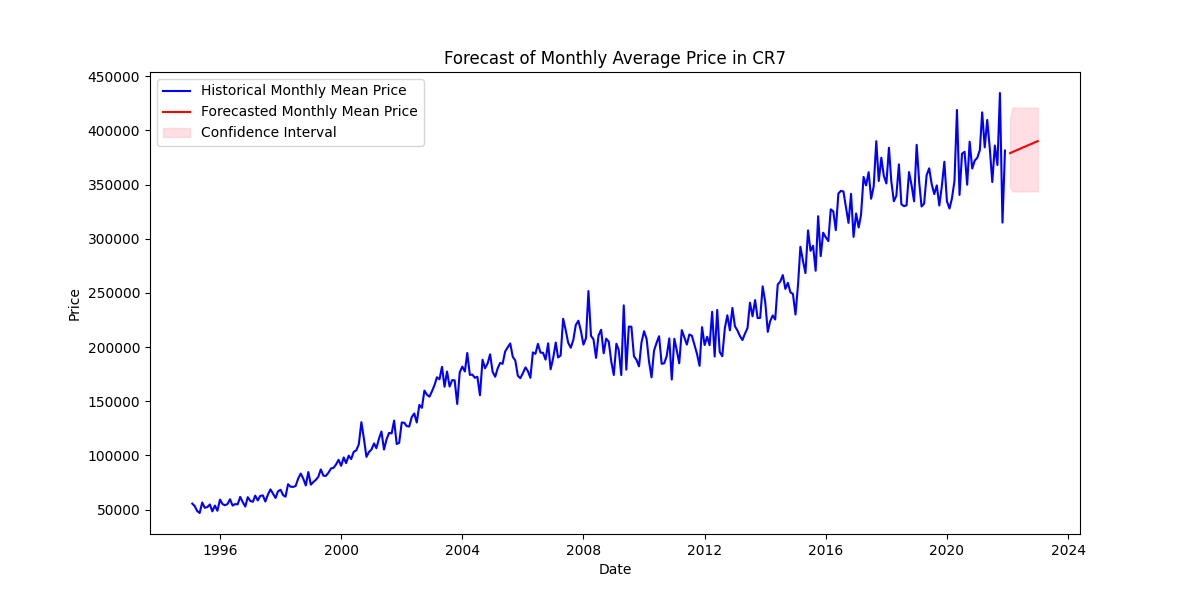 Forecast of Monthly Average Price in CR7
450000
400000
350000
300000
250000
200000
150000
100000
50000
Price
Historical Monthly Mean Price
Forecasted Monthly Mean Price
Confidence Interval
1996 2000 2004 2008 2012 2016 2020 2024
Date